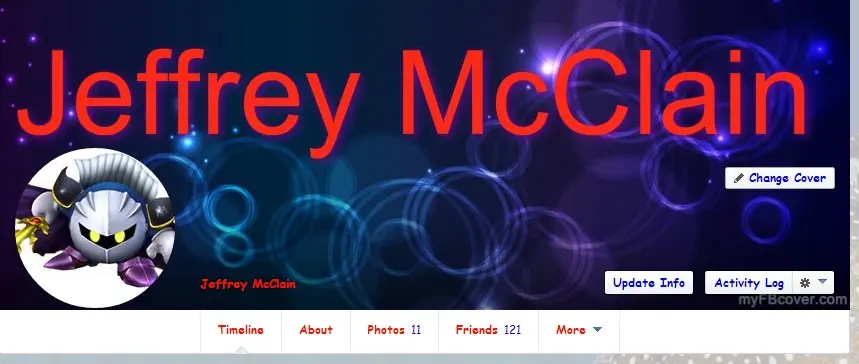 Jeffrey McClain
Change Cover
Jeffrey McClain
Update Info
Activity Log
myFBcover.com
Timeline
About
Photos 11
Friends 121
More